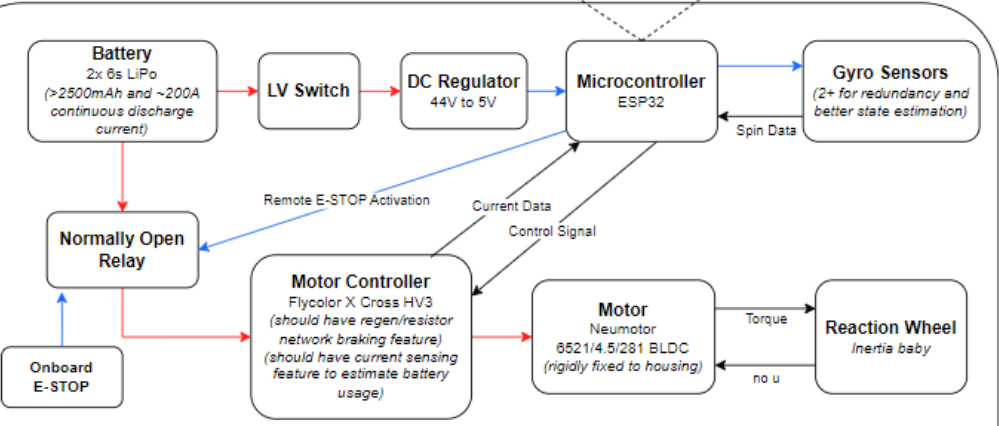 Battery
2x 6s LiPo
(>2500mAh and ~200A
continuous discharge
current)
LV Switch
DC Regulator
44V to 5V
Microcontroller
ESP32
Gyro Sensors
(2+ for redundancy and
better state estimation)
Spin Data
Remote E-STOP Activation
Current Data
Control Signal
Normally Open
Relay
Onboard
E-STOP
Motor Controller
Flycolor X Cross HV3
(should have regen/resistor
network braking feature)
(should have current sensing
feature to estimate battery
usage)
Motor
Neumotor
6521/4.5/281 BLDC
(rigidly fixed to housing)
Torque
no u
Reaction Wheel
Inertia baby